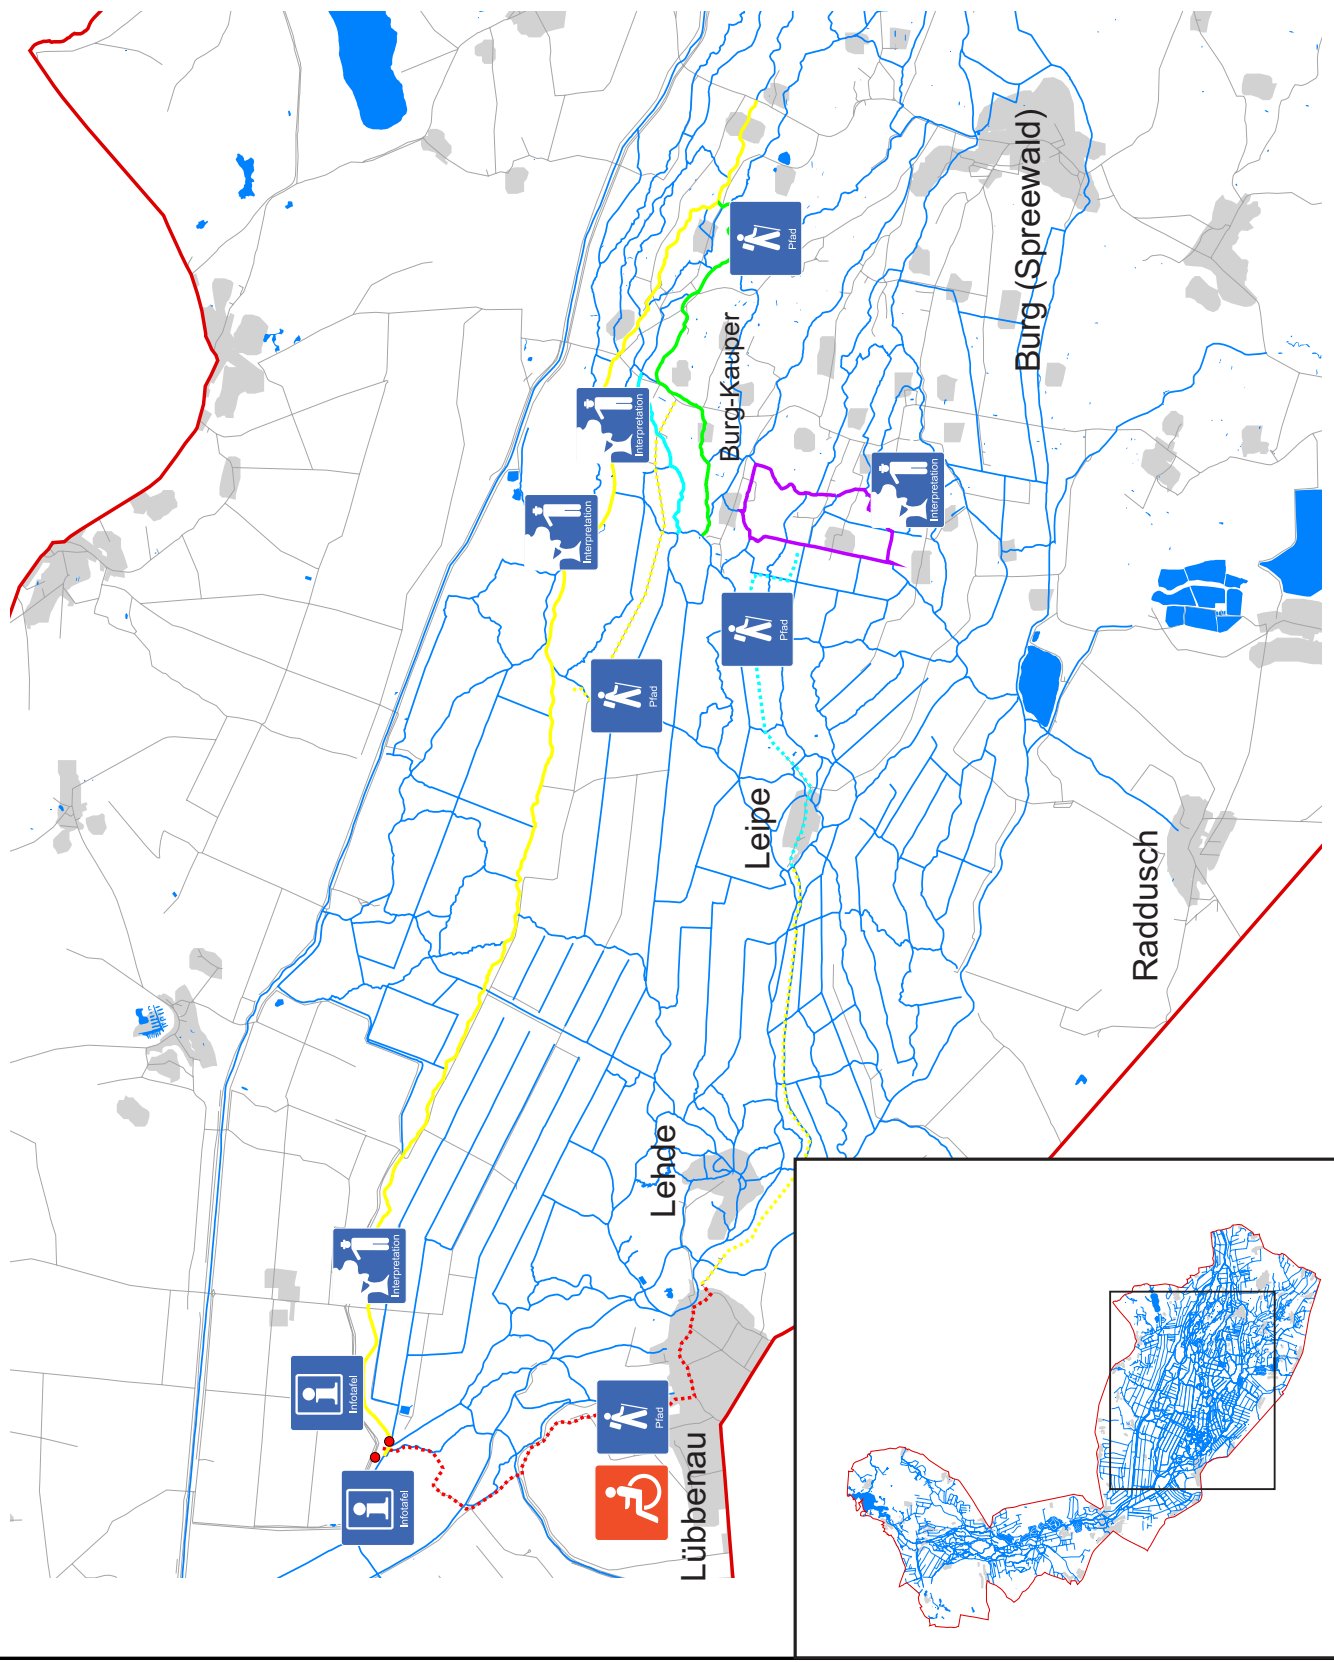 Pfad
Burg (Spreewald)
Burg-Kauper
Interpretation
Interpretation
Interpretation
Pfad
Pfad
Leipe
Raddusch
Lehde
Interpretation
Infotafel
Pfad
Infotafel
Lübbenau